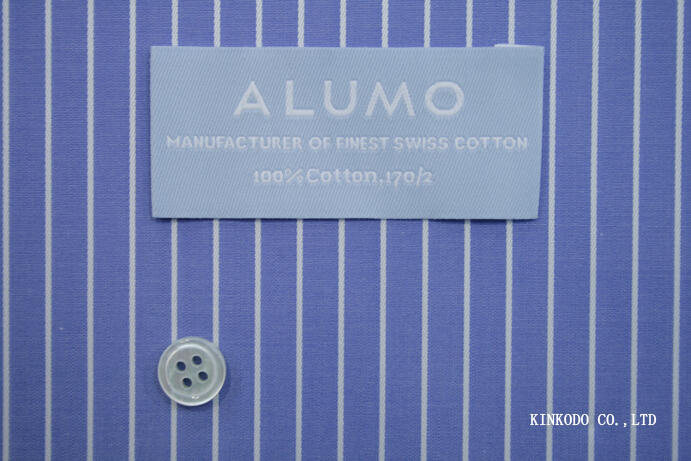 ALUMO
MANUFACTURER OF FINEST SWISS COTTON
100%Cotton,170/2
KINKODO CO.,LTD